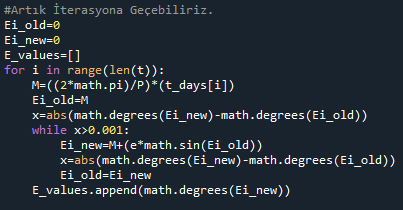 #Artık İterasyona Geçebiliriz.
Ei_old=0
Ei_new=0
E_values=[]
for i in range(len(t)):
    M=((2*math.pi)/P)*(t_days[i])
    Ei_old=M
    x=abs(math.degrees(Ei_new)-math.degrees(Ei_old))
    while x>0.001:
        Ei_new=M+(e*math.sin(Ei_old))
        x=abs(math.degrees(Ei_new)-math.degrees(Ei_old))
        Ei_old=Ei_new
    E_values.append(math.degrees(Ei_new))